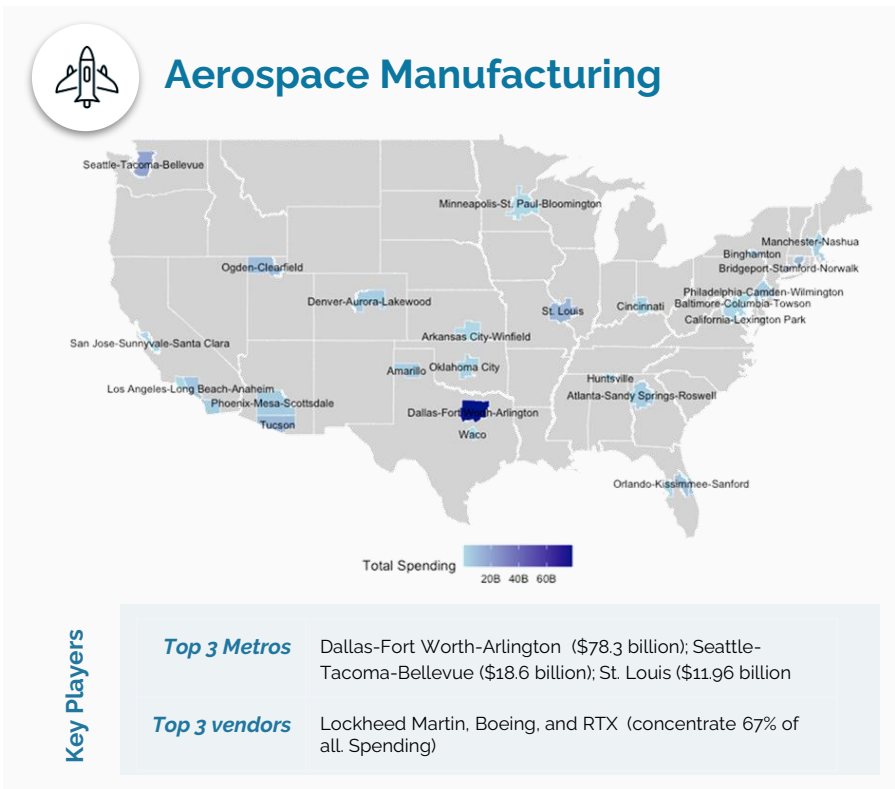 Aerospace Manufacturing
Seattle-Tacoma-Bellevue
Minneapolis-St. Paul-Bloomington
Manchester-Nashua
Binghamton
Bridgeport-Stamford-Norwalk
Ogden-Clearfield
Philadelphia-Camden-Wilmington
Denver-Aurora-Lakewood
Baltimore-Columbia-Towson
Cincinnati
St. Louis
California-Lexington Park
Arkansas City-Winfield
San Jose-Sunnyvale-Santa Clara
Oklahoma City
Amarillo
Huntsville
Los Angeles-Long Beach-Anaheim
Atlanta-Sandy Springs-Roswell
Phoenix-Mesa-Scottsdale
Dallas-Fort Worth-Arlington
Tucson
Waco
Orlando-Kissimmee-Sanford
Total Spending
20B 40B 60B
Key Players
Top 3 Metros
Dallas-Fort Worth-Arlington ($78.3 billion); Seattle-
Tacoma-Bellevue ($18.6 billion); St. Louis ($11.96 billion
Top 3 vendors
Lockheed Martin, Boeing, and RTX (concentrate 67% of
all. Spending)